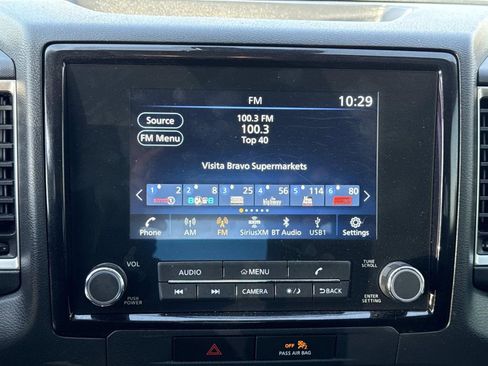 FM 10:29
Source 100.3 FM
100.3
FM Menu Top 40
Visita Bravo Supermarkets
1 2 2 8 3 25 4 56 5 114 6 80
Phone AM FM SiriusXM BT Audio USB1 Settings
VOL AUDIO MENU TUNE SCROLL
PUSH POWER CAMERA BACK ENTER SETTING
OFF
PASS AIR BAG